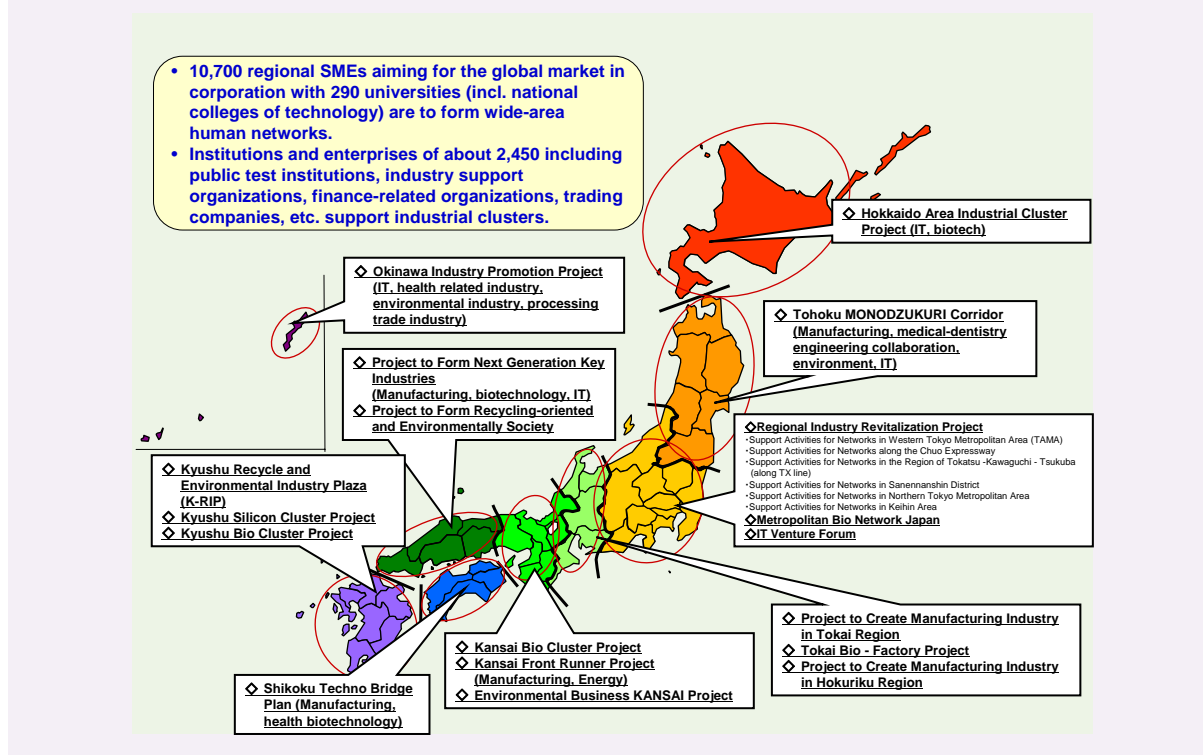 • 10,700 regional SMEs aiming for the global market in
corporation with 290 universities (incl. national
colleges of technology) are to form wide-area
human networks.
• Institutions and enterprises of about 2,450 including
public test institutions, industry support
organizations, finance-related organizations, trading
companies, etc. support industrial clusters.
◇ Hokkaido Area Industrial Cluster
Project (IT, biotech)
◇ Okinawa Industry Promotion Project
(IT, health related industry,
environmental industry, processing
trade industry)
◇ Tohoku MONODZUKURI Corridor
(Manufacturing, medical-dentistry
engineering collaboration,
environment, IT)
◇ Project to Form Next Generation Key
Industries
(Manufacturing, biotechnology, IT)
◇ Project to Form Recycling-oriented
and Environmentally Society
◇Regional Industry Revitalization Project
・Support Activities for Networks in Western Tokyo Metropolitan Area (TAMA)
・Support Activities for Networks along the Chuo Expressway
・Support Activities for Networks in the Region of Tokatsu -Kawaguchi - Tsukuba
(along TX line)
・Support Activities for Networks in Sanennanshin District
・Support Activities for Networks in Northern Tokyo Metropolitan Area
・Support Activities for Networks in Keihin Area
◇Metropolitan Bio Network Japan
◇IT Venture Forum
◇ Kyushu Recycle and
Environmental Industry Plaza
(K-RIP)
◇ Kyushu Silicon Cluster Project
◇ Kyushu Bio Cluster Project
◇ Project to Create Manufacturing Industry
in Tokai Region
◇ Tokai Bio - Factory Project
◇ Project to Create Manufacturing Industry
in Hokuriku Region
◇ Kansai Bio Cluster Project
◇ Kansai Front Runner Project
(Manufacturing, Energy)
◇ Environmental Business KANSAI Project
◇ Shikoku Techno Bridge
Plan (Manufacturing,
health biotechnology)